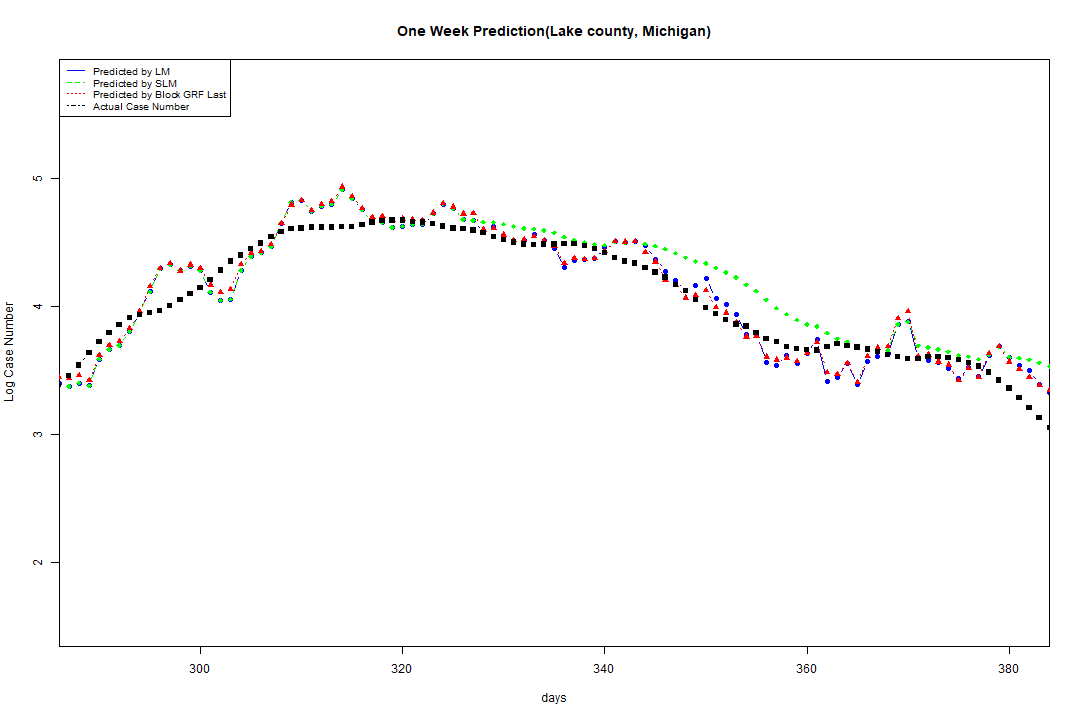 One Week Prediction(Lake county, Michigan)
Predicted by LM
Predicted by SLM
Predicted by Block GRF Last
Actual Case Number
5
4
3
2
Log Case Number
300 320 340 360 380
days